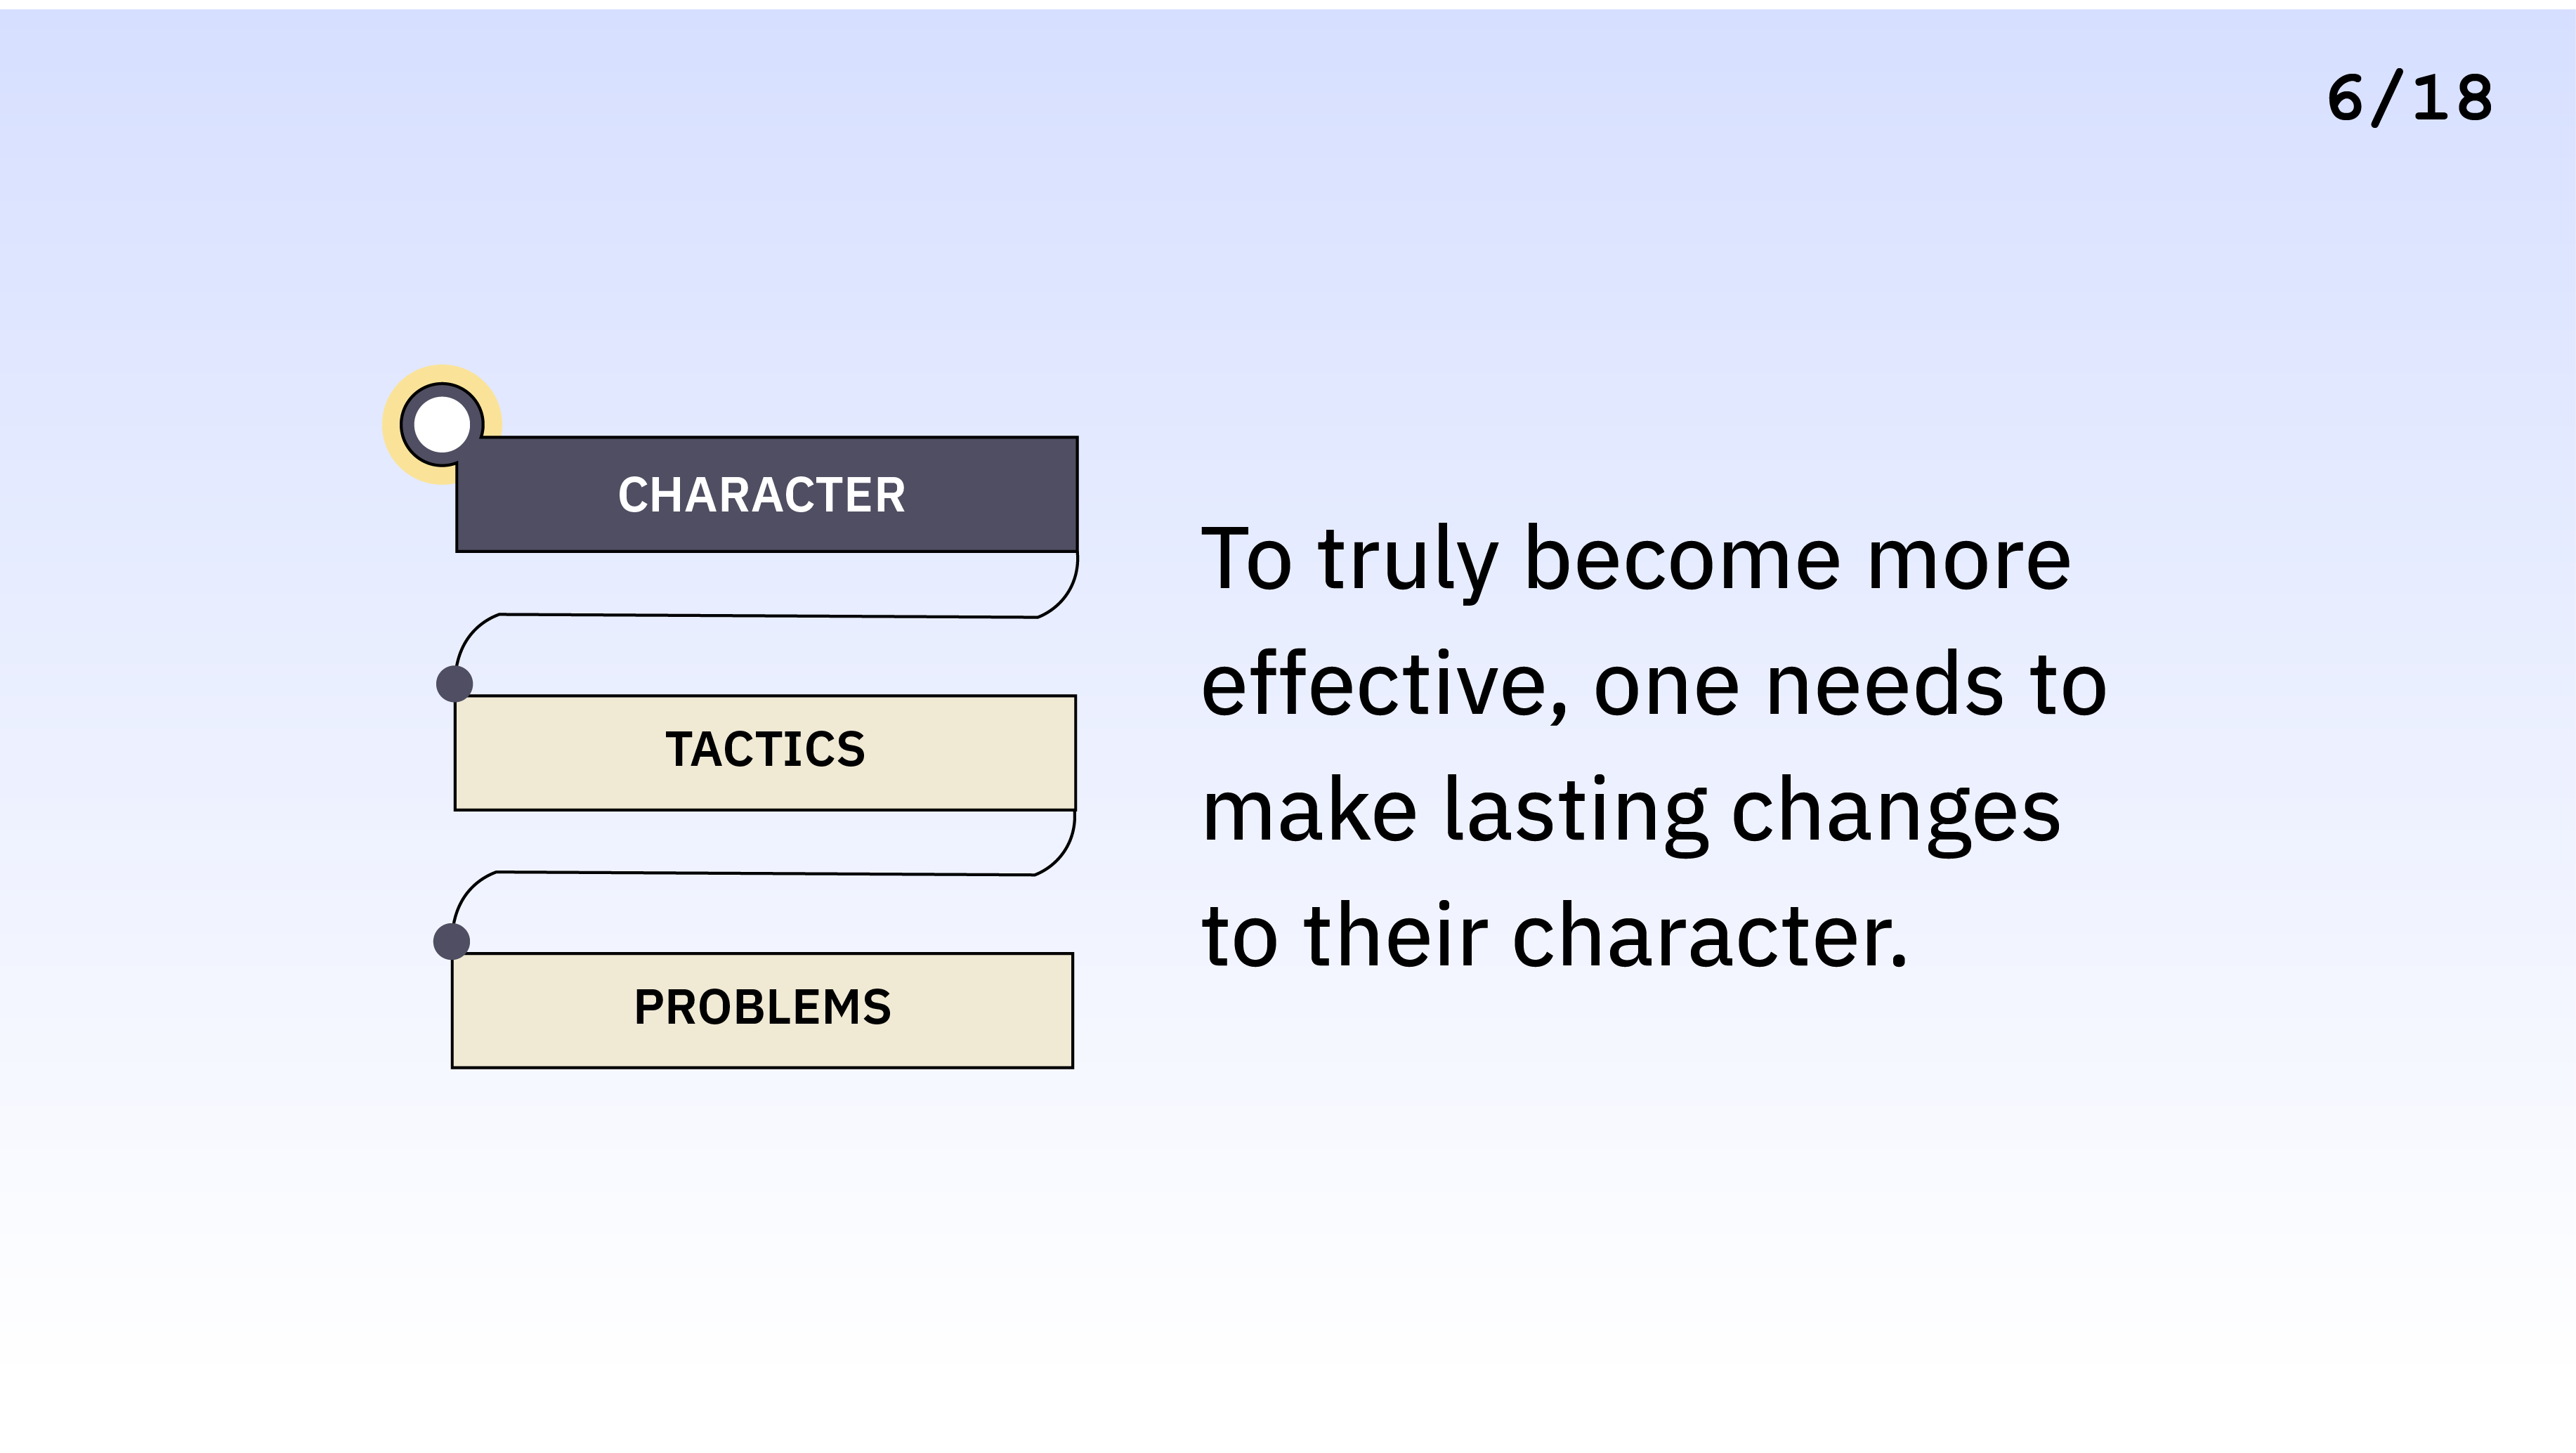 6/18
CHARACTER
TACTICS
PROBLEMS
To truly become more
effective, one needs to
make lasting changes
to their character.